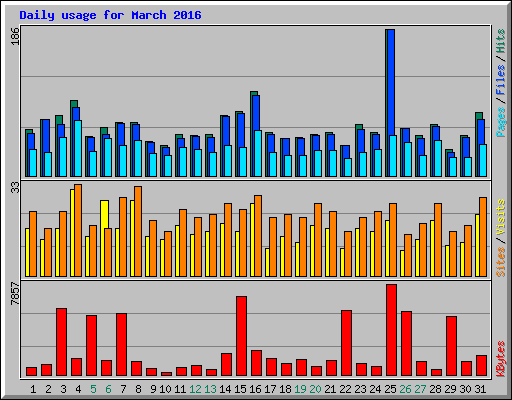 Daily usage for March 2016
186
Pages / Files / Hits
33
Sites / Visits
7857
KBytes
1 2 3 4 5 6 7 8 9 10 11 12 13 14 15 16 17 18 19 20 21 22 23 24 25 26 27 28 29 30 31